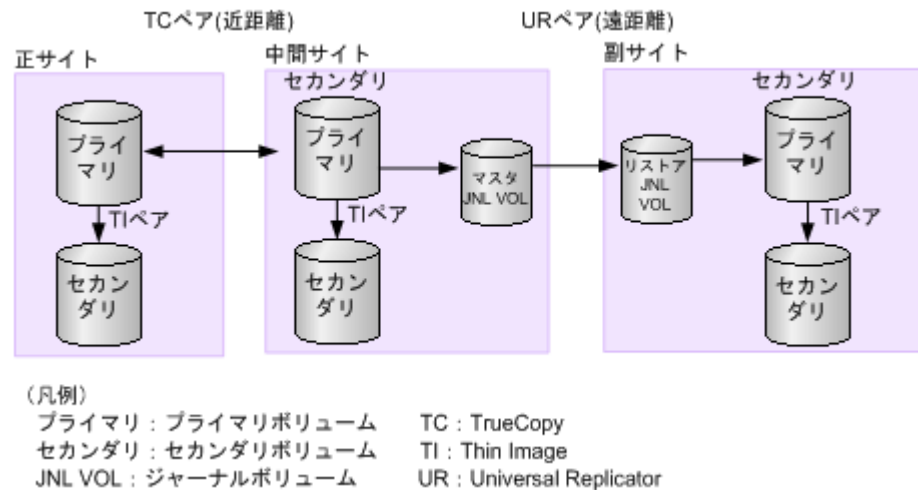 TCペア(近距離)
URペア(遠距離)
正サイト
中間サイト
副サイト
セカンダリ
セカンダリ
プライ
マリ
プライ
マリ
マスタ
JNL VOL
リストア
JNL
VOL
プライ
マリ
TIペア
TIペア
TIペア
セカン
ダリ
セカン
ダリ
セカン
ダリ
（凡例）
プライマリ：プライマリボリューム
TC：TrueCopy
セカンダリ：セカンダリボリューム
TI：Thin Image
JNL VOL：ジャーナルボリューム
UR：Universal Replicator